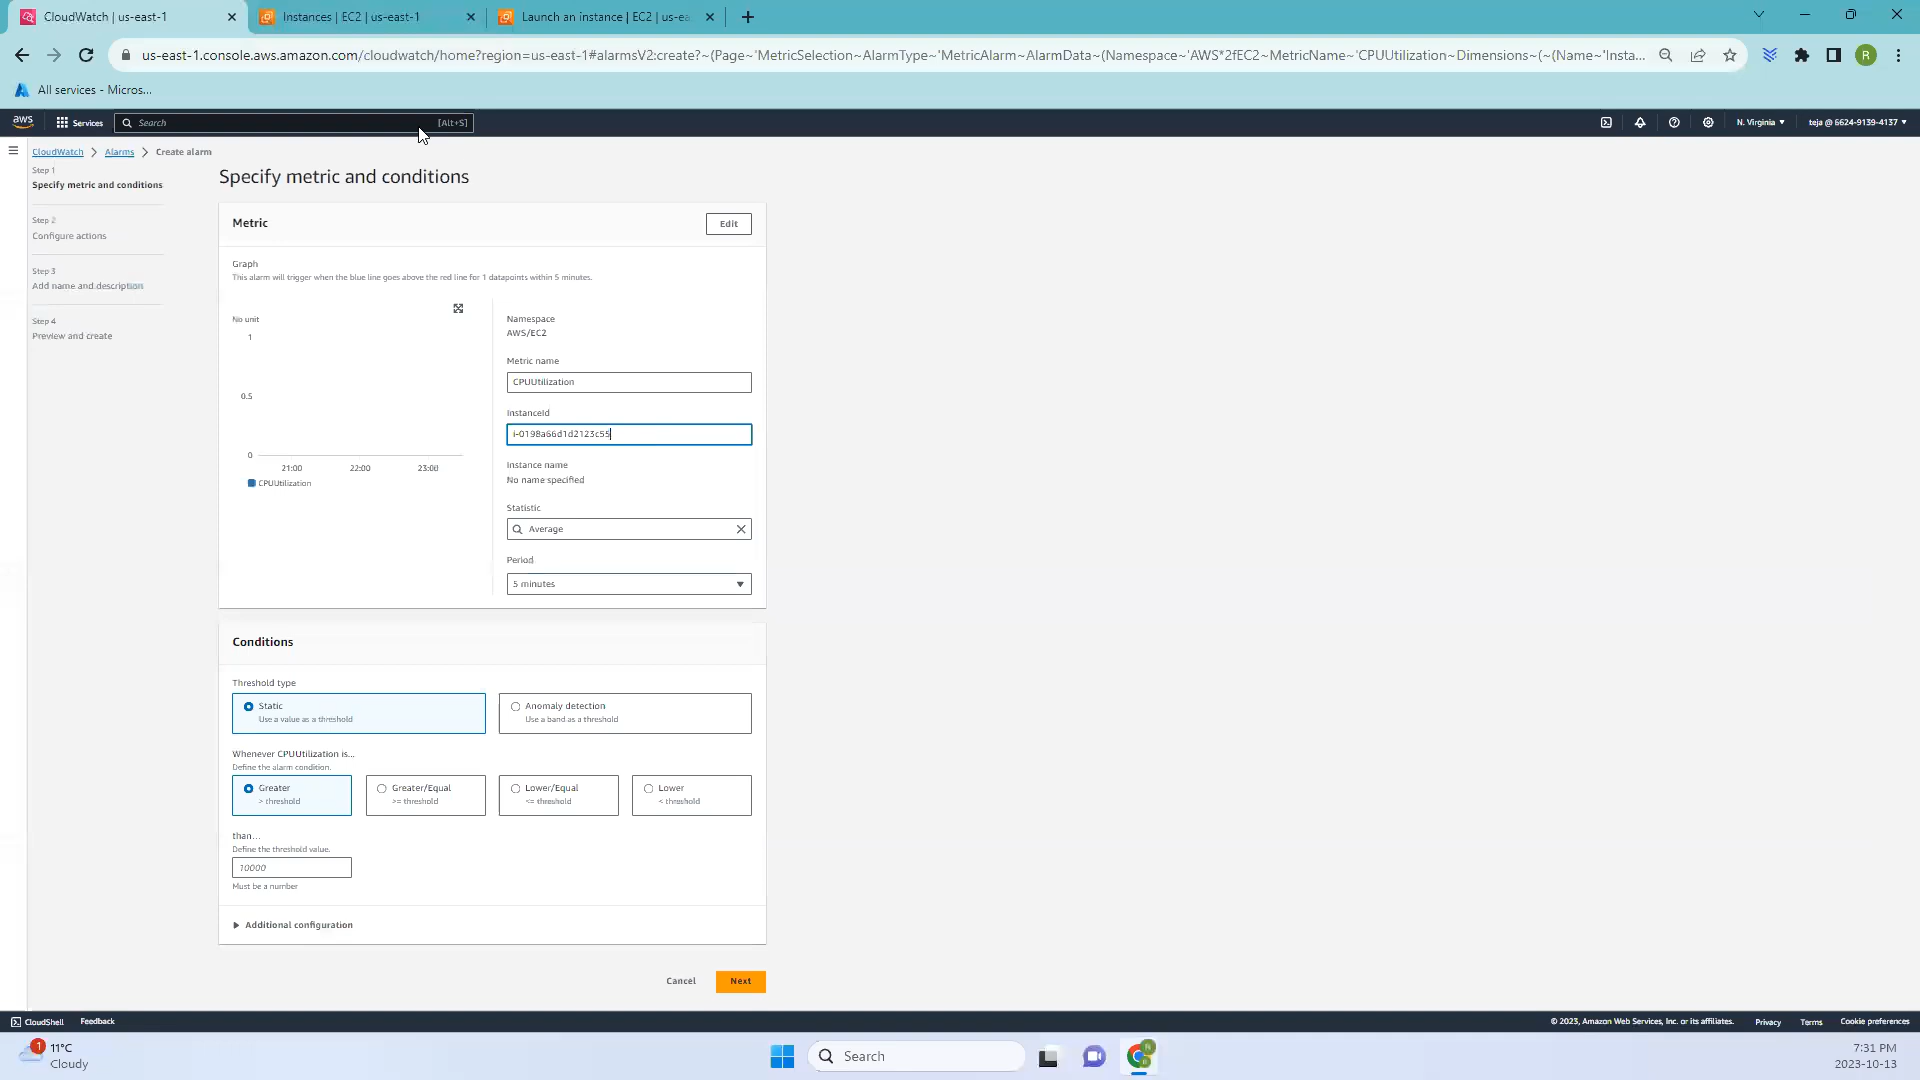 CloudWatch | us-east-1
Instances | EC2 | us-east-1
Launch an instance | EC2 | us-ea
us-east-1.console.aws.amazon.com/cloudwatch/home?region=us-east-1#alarmsV2:create?~(Page~'MetricSelection~AlarmType~'MetricAlarm~AlarmData~(Namespace~'AWS*2fEC2~MetricName~'CPUUtilization~Dimensions~(~(Name~'Insta...
R
All services - Micros...
aws
Services
Search
[Alt+S]
N. Virginia
teja @ 6624-9139-4137
CloudWatch
Alarms
Create alarm
Step 1
Specify metric and conditions
Step 2
Configure actions
Step 3
Add name and description
Step 4
Preview and create
Specify metric and conditions
Metric
Edit
Graph
This alarm will trigger when the blue line goes above the red line for 1 datapoints within 5 minutes.
No unit
1
0.5
0
21:00
22:00
23:00
CPUUtilization
Namespace
AWS/EC2
Metric name
CPUUtilization
InstanceId
i-0198a66d1d2123c55
Instance name
No name specified
Statistic
Average
Period
5 minutes
Conditions
Threshold type
Static
Use a value as a threshold
Anomaly detection
Use a band as a threshold
Whenever CPUUtilization is...
Define the alarm condition.
Greater
> threshold
Greater/Equal
>= threshold
Lower/Equal
<= threshold
Lower
< threshold
than...
Define the threshold value.
10000
Must be a number
Additional configuration
Cancel
Next
CloudShell
Feedback
© 2023, Amazon Web Services, Inc. or its affiliates.
Privacy
Terms
Cookie preferences
1
11°C
Cloudy
Search
7:31 PM
2023-10-13